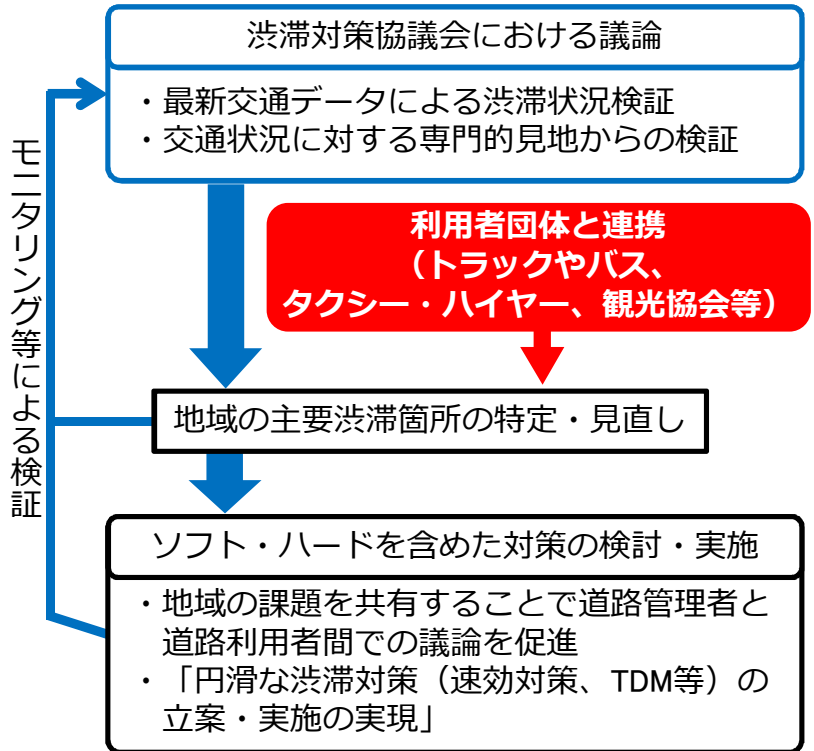 渋滞対策協議会における議論
・最新交通データによる渋滞状況検証
・交通状況に対する専門的見地からの検証
利用者団体と連携
（トラックやバス、
タクシー・ハイヤー、観光協会等）
地域の主要渋滞箇所の特定・見直し
ソフト・ハードを含めた対策の検討・実施
・地域の課題を共有することで道路管理者と
道路利用者間での議論を促進
・「円滑な渋滞対策（速効対策、TDM等）の
立案・実施の実現」
モニタリング等による検証